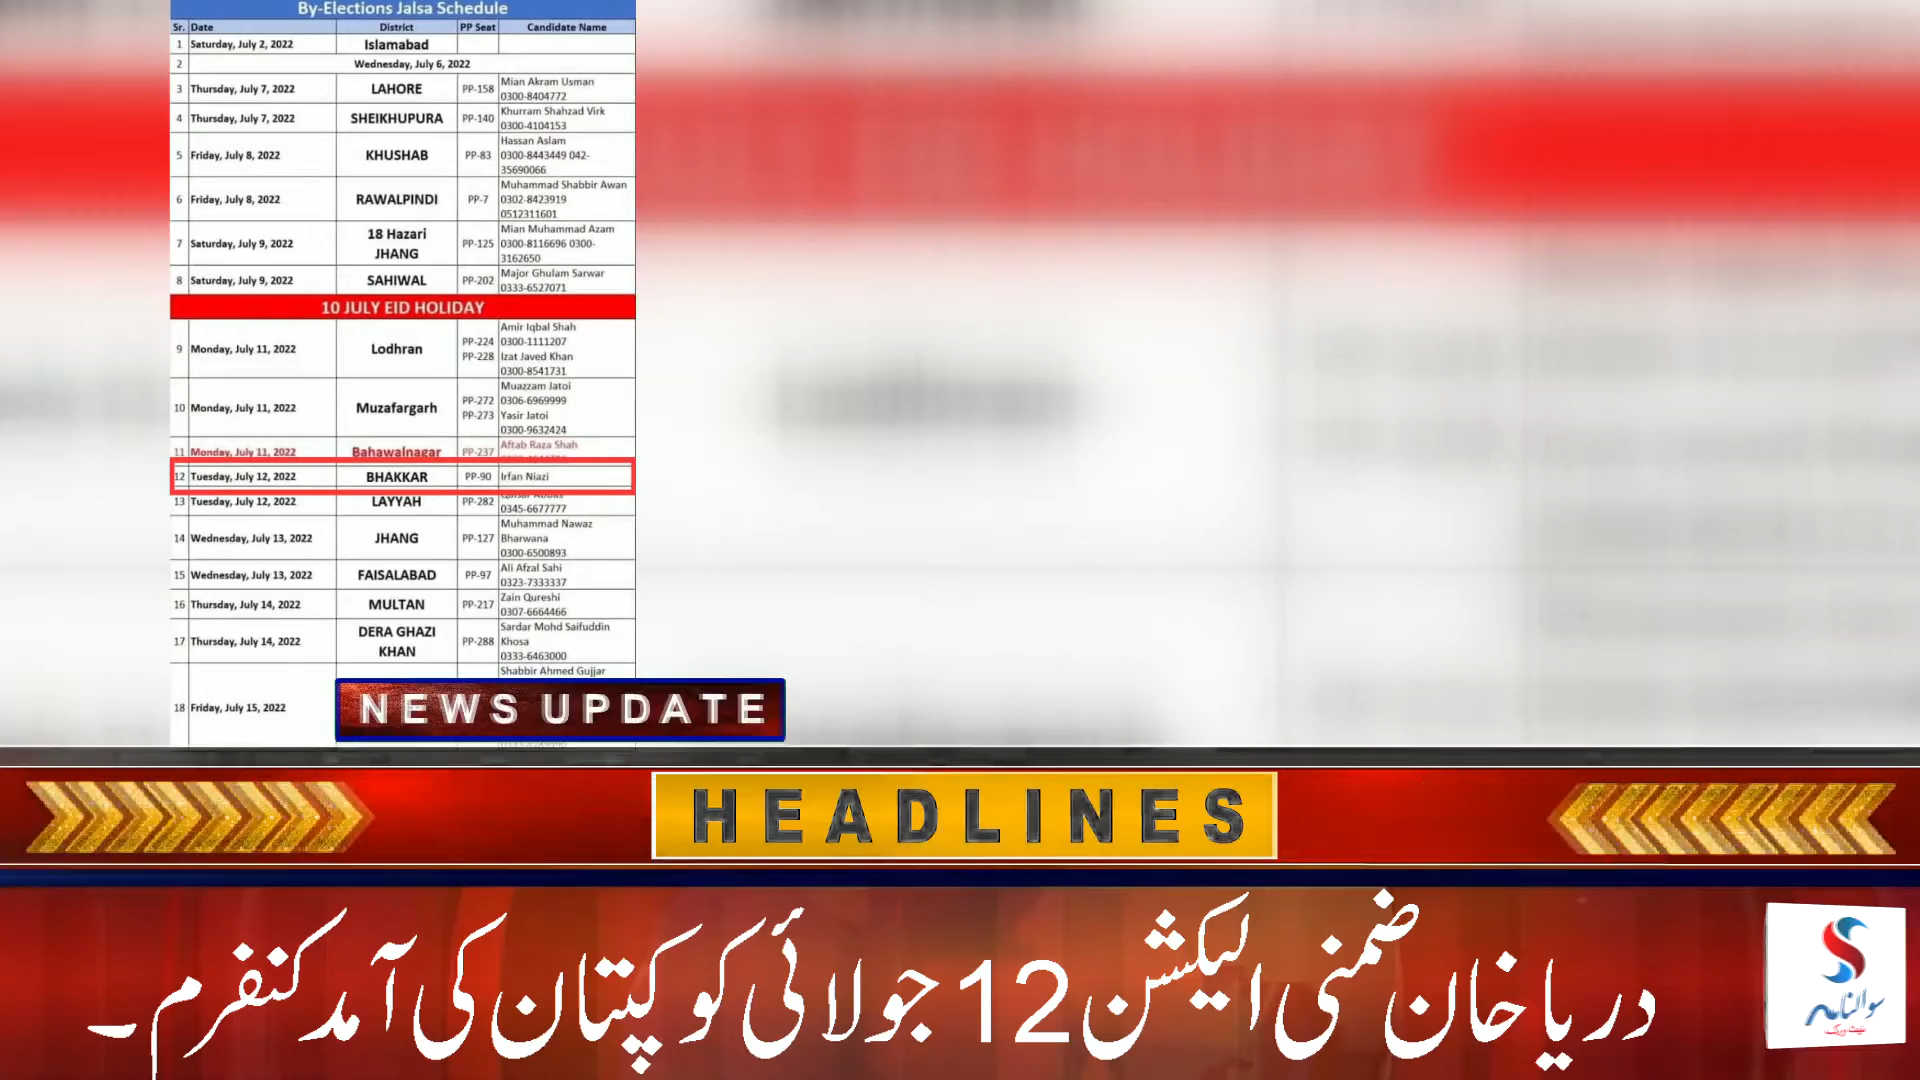 By-Elections Jalsa Schedule
Sr. Date District PP Seat Candidate Name
1 Saturday, July 2, 2022 Islamabad
2 Wednesday, July 6, 2022
3 Thursday, July 7, 2022 LAHORE PP-158 Mian Akram Usman
0300-8404772
4 Thursday, July 7, 2022 SHEIKHUPURA PP-140 Khurram Shahzad Virk
0300-4104153
5 Friday, July 8, 2022 KHUSHAB PP-83 Hassan Aslam
0300-8443449 042-
35690066
6 Friday, July 8, 2022 RAWALPINDI PP-7 Muhammad Shabbir Awan
0302-8423919
0512311601
7 Saturday, July 9, 2022 18 Hazari JHANG PP-125 Mian Muhammad Azam
0300-8116696 0300-
3162650
8 Saturday, July 9, 2022 SAHIWAL PP-202 Major Ghulam Sarwar
0333-6527071
10 JULY EID HOLIDAY
9 Monday, July 11, 2022 Lodhran PP-224 PP-228 Amir Iqbal Shah
0300-1111207
Izat Javed Khan
0300-8541731
10 Monday, July 11, 2022 Muzafargarh PP-272 PP-273 Muazzam Jatoi
0306-6969999
Yasir Jatoi
0300-9632424
11 Monday, July 11, 2022 Bahawalnagar PP-237 Aftab Raza Shah
12 Tuesday, July 12, 2022 BHAKKAR PP-90 Irfan Niazi
13 Tuesday, July 12, 2022 LAYYAH PP-282
0345-6677777
14 Wednesday, July 13, 2022 JHANG PP-127 Muhammad Nawaz
Bharwana
0300-6500893
15 Wednesday, July 13, 2022 FAISALABAD PP-97 Ali Afzal Sahi
0323-7333337
16 Thursday, July 14, 2022 MULTAN PP-217 Zain Qureshi
0307-6664466
17 Thursday, July 14, 2022 DERA GHAZI KHAN PP-288 Sardar Mohd Saifuddin
Khosa
0333-6463000
18 Friday, July 15, 2022 Shabbir Ahmed Gujjar
NEWS UPDATE
HEADLINES
دریا خان ضمنی الیکشن 12 جولائی کو کپتان کی آمد کنفرم ۔
سوالنامہ
نیٹ ورک